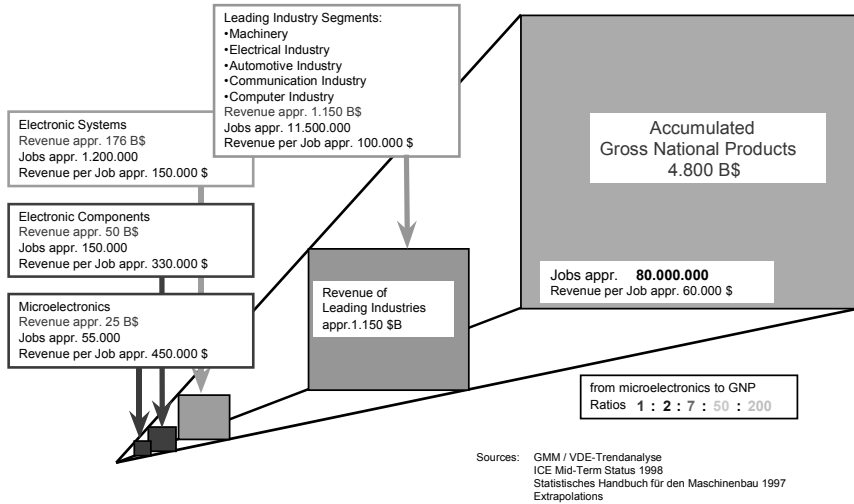 Leading Industry Segments:
•Machinery
•Electrical Industry
•Automotive Industry
•Communication Industry
•Computer Industry
Revenue appr. 1.150 B$
Jobs appr. 11.500.000
Revenue per Job appr. 100.000 $
Electronic Systems
Revenue appr. 176 B$
Jobs appr. 1.200.000
Revenue per Job appr. 150.000 $
Electronic Components
Revenue appr. 50 B$
Jobs appr. 150.000
Revenue per Job appr. 330.000 $
Microelectronics
Revenue appr. 25 B$
Jobs appr. 55.000
Revenue per Job appr. 450.000 $
Accumulated
Gross National Products
4.800 B$
Jobs appr. 80.000.000
Revenue per Job appr. 60.000 $
Revenue of
Leading Industries
appr.1.150 $B
from microelectronics to GNP
Ratios 1 : 2 : 7 : 50 : 200
Sources: GMM / VDE-Trendanalyse
ICE Mid-Term Status 1998
Statistisches Handbuch für den Maschinenbau 1997
Extrapolations